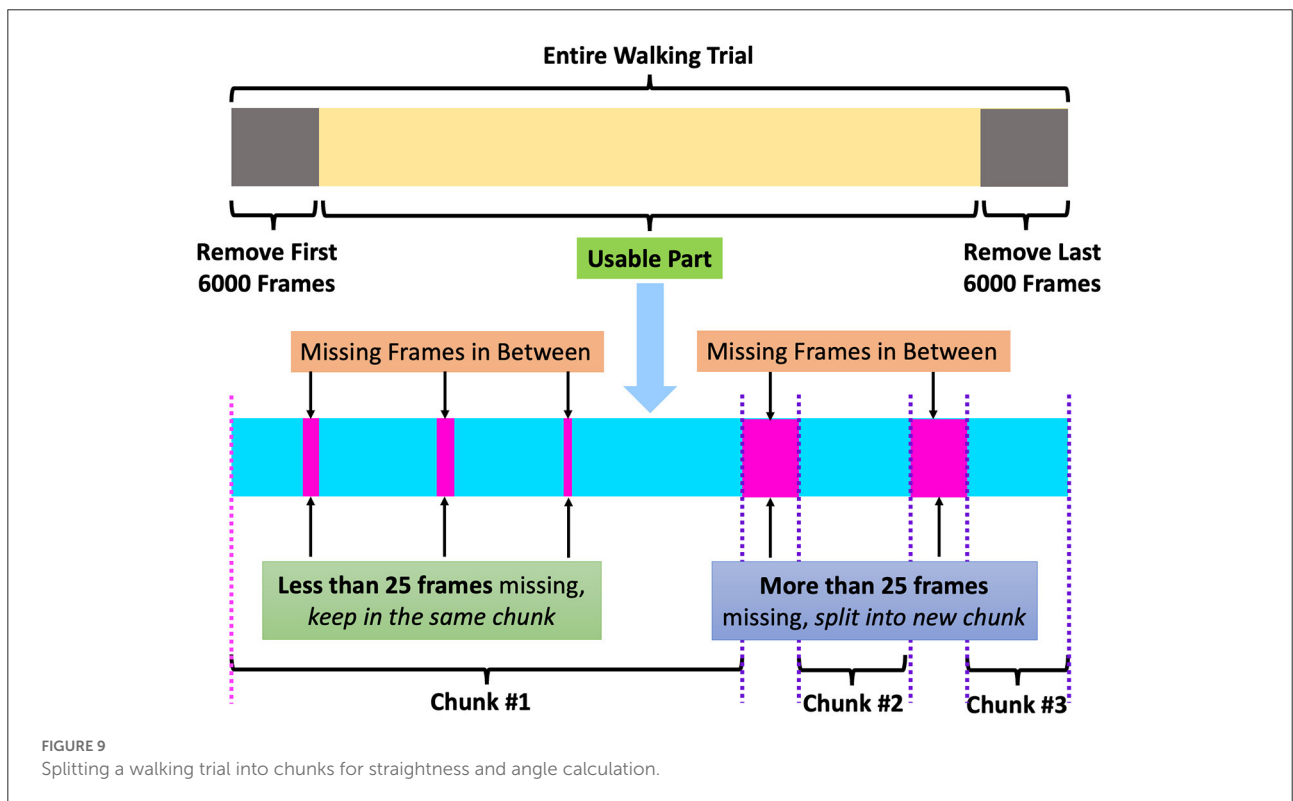 Entire Walking Trial
Remove First
6000 Frames
Usable Part
Remove Last
6000 Frames
Missing Frames in Between
Missing Frames in Between
Less than 25 frames missing,
keep in the same chunk
More than 25 frames
missing, split into new chunk
Chunk #1
Chunk #2
Chunk #3
FIGURE 9
Splitting a walking trial into chunks for straightness and angle calculation.